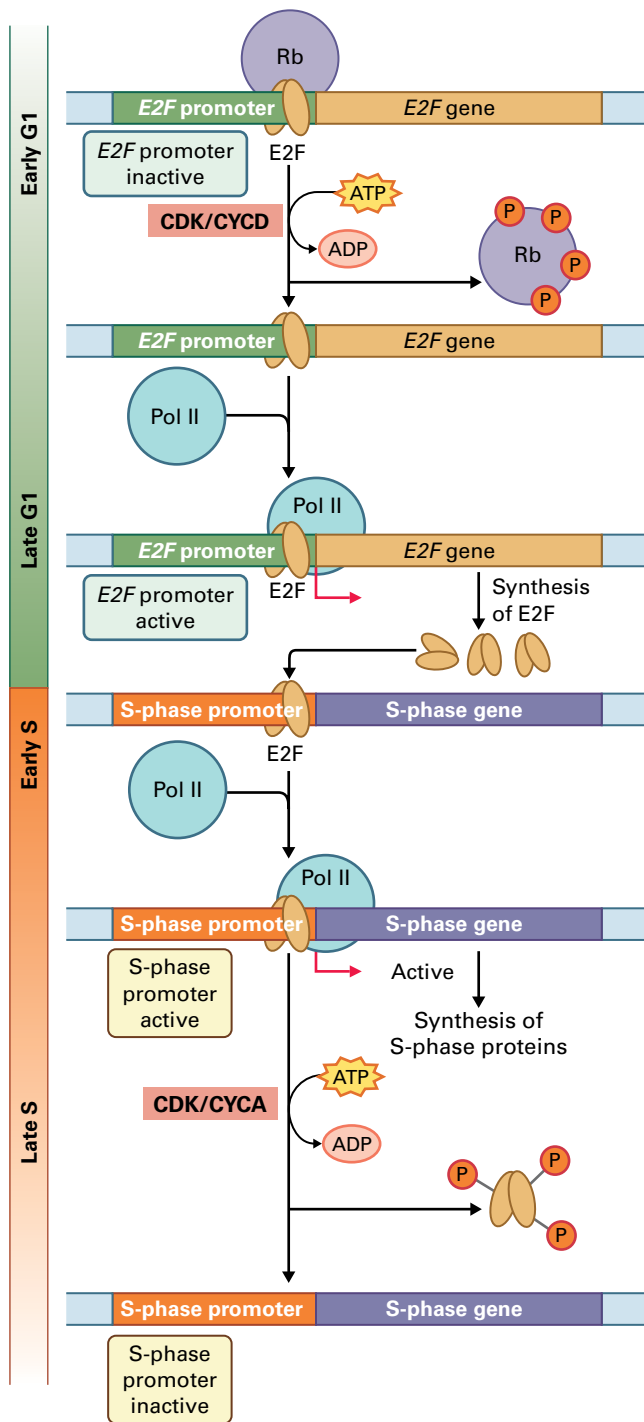 Early G1
Late G1
Early S
Late S
Rb
E2F promoter
E2F gene
E2F promoter
inactive
E2F
CDK/CYCD
ATP
ADP
P
P
Rb
P
P
E2F promoter
E2F gene
Pol II
Pol II
E2F promoter
E2F gene
E2F promoter
active
E2F
Synthesis
of E2F
S-phase promoter
S-phase gene
E2F
Pol II
Pol II
S-phase promoter
S-phase gene
S-phase
promoter
active
Active
Synthesis of
S-phase proteins
CDK/CYCA
ATP
ADP
P
P
P
S-phase promoter
S-phase gene
S-phase
promoter
inactive